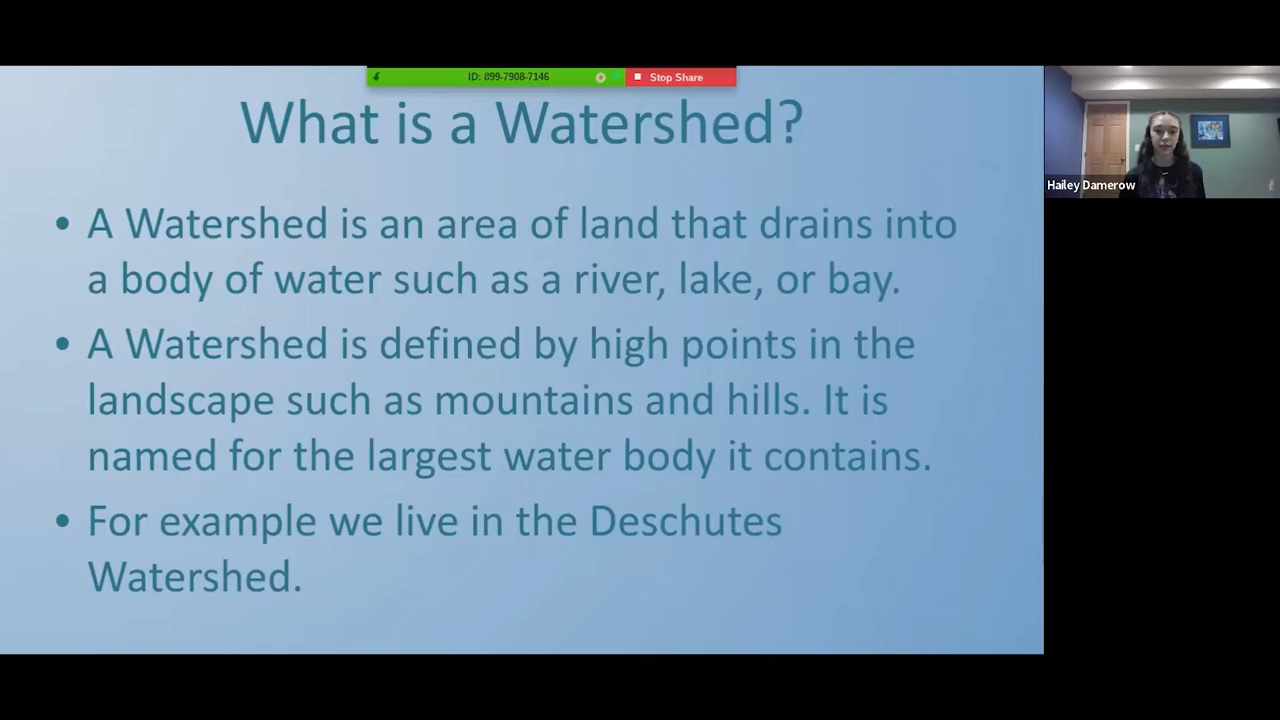 ID: 899-7908-7146
Stop Share
What is a Watershed?
• A Watershed is an area of land that drains into
a body of water such as a river, lake, or bay.
• A Watershed is defined by high points in the
landscape such as mountains and hills. It is
named for the largest water body it contains.
• For example we live in the Deschutes
Watershed.
Hailey Damerow